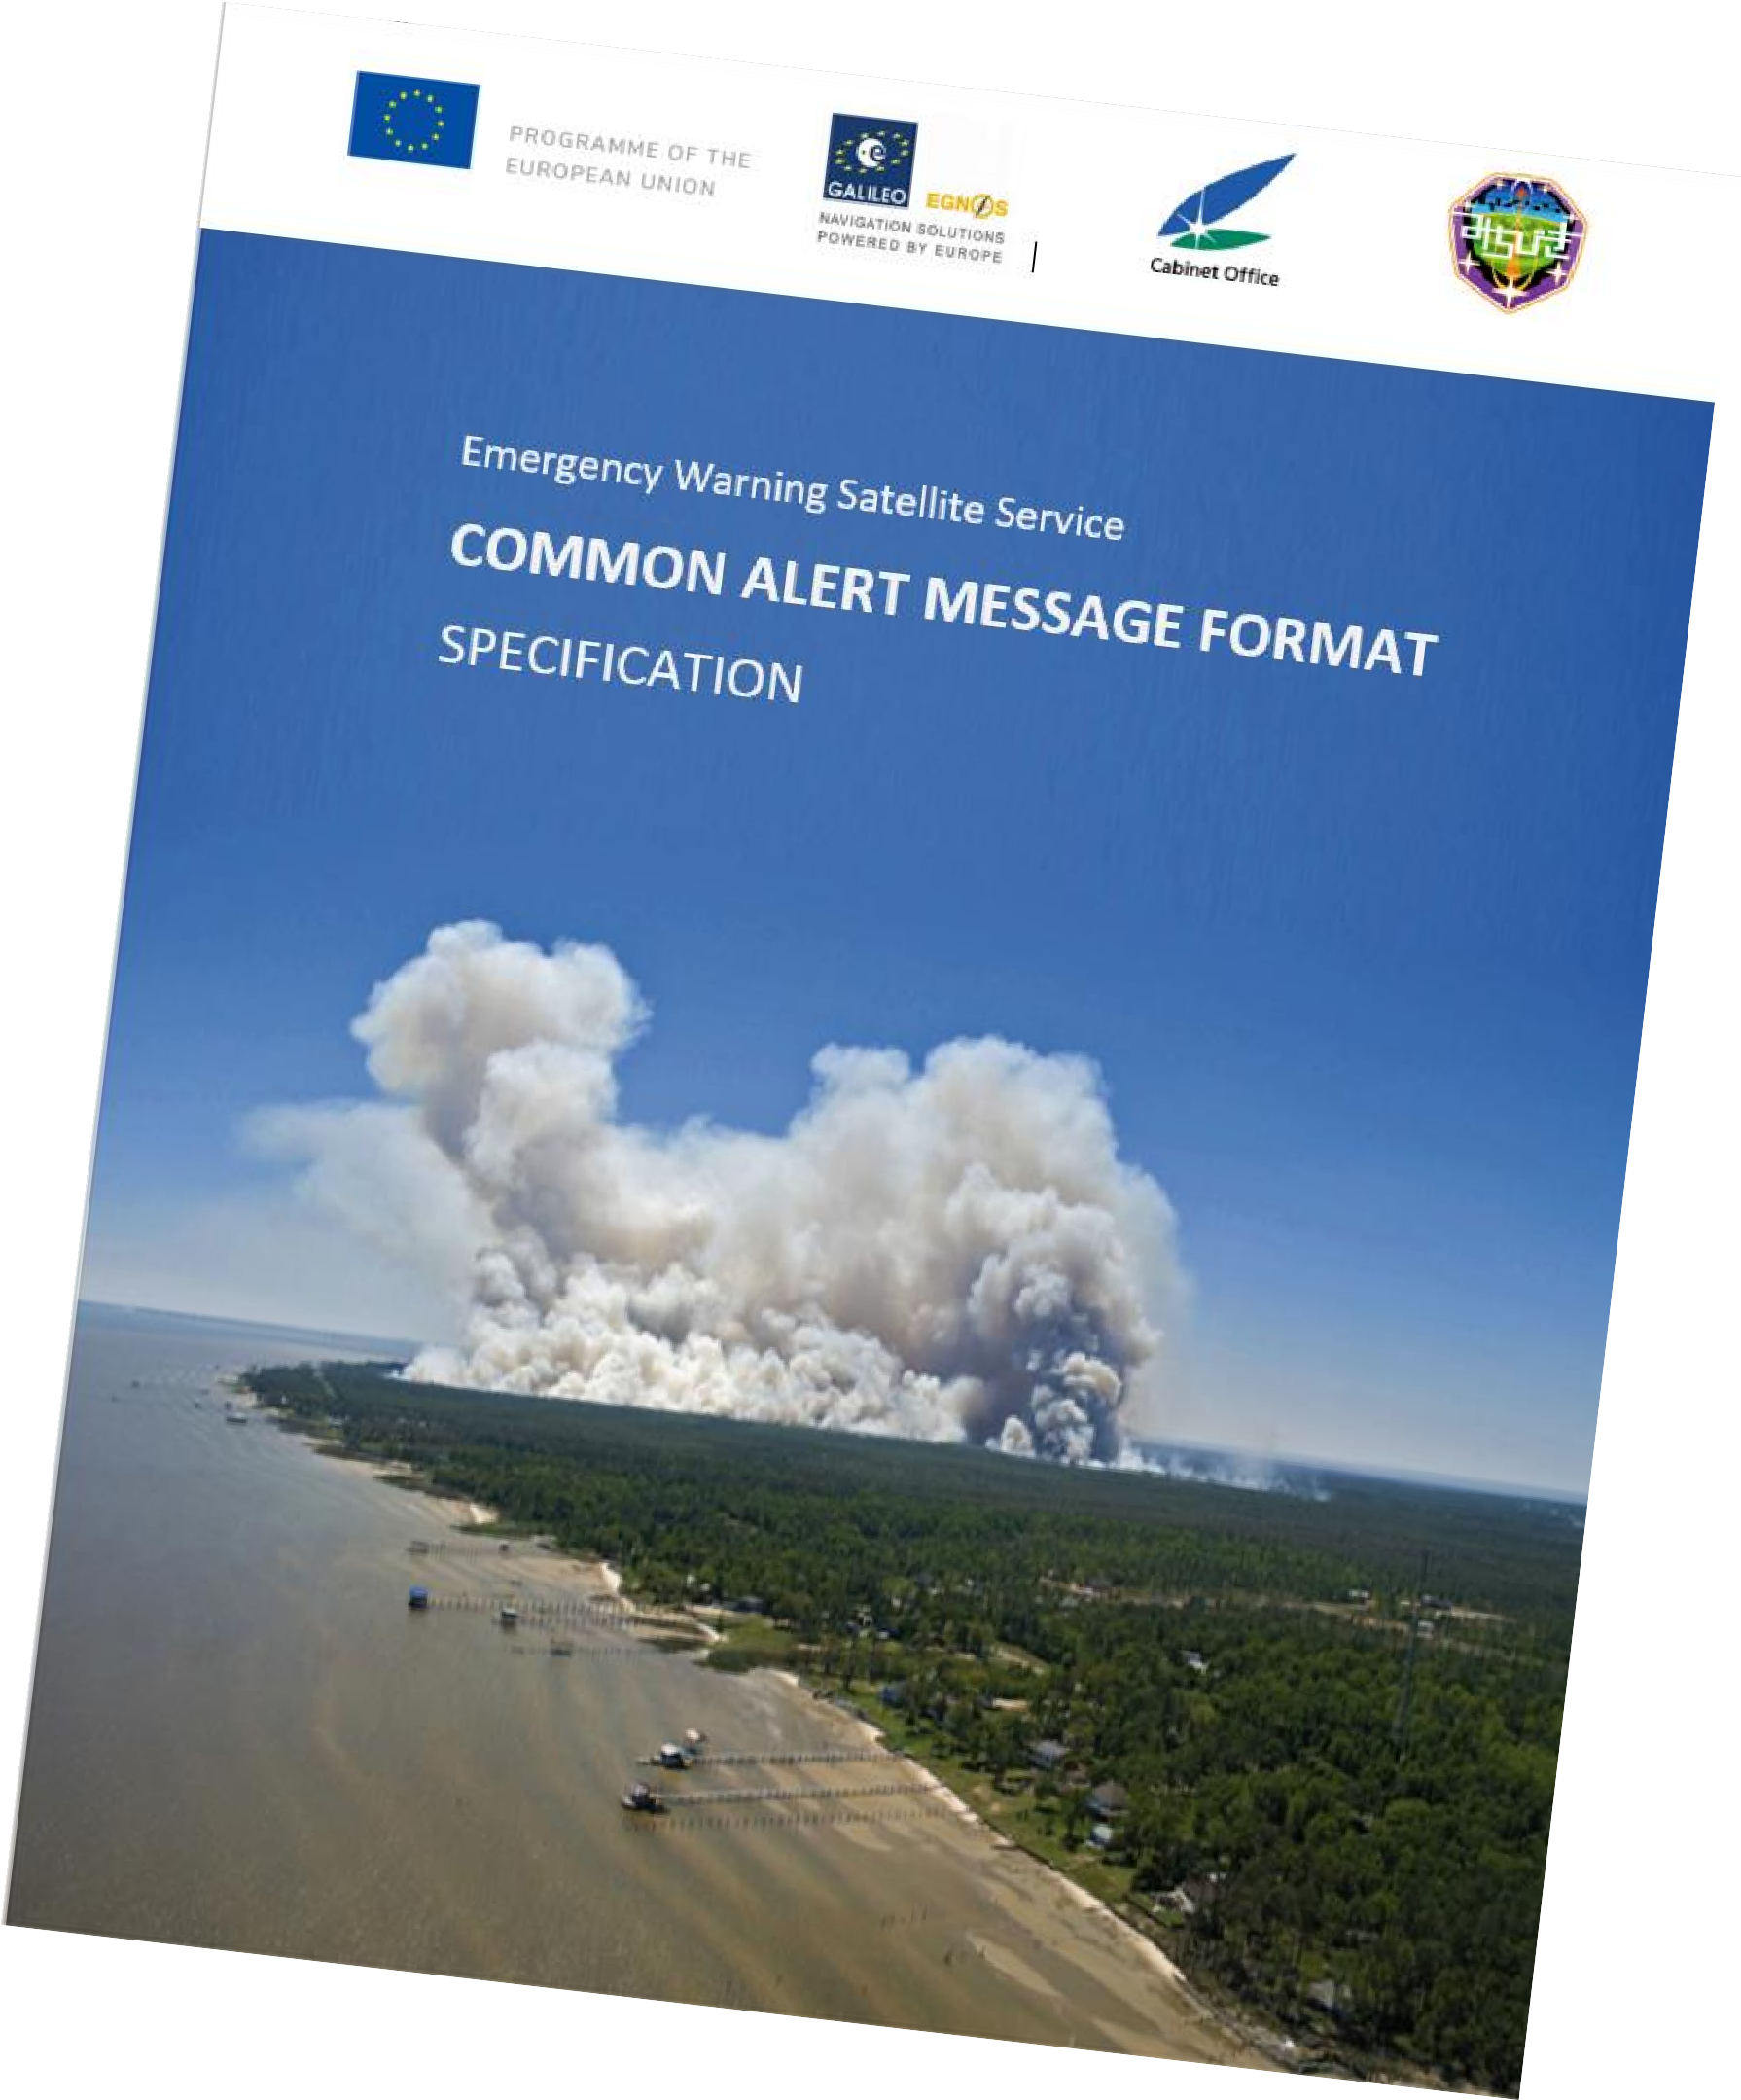 PROGRAMME OF THE
EUROPEAN UNION
GALILEO
EGNOS
NAVIGATION SOLUTIONS
POWERED BY EUROPE
Cabinet Office
Emergency Warning Satellite Service
COMMON ALERT MESSAGE FORMAT
SPECIFICATION